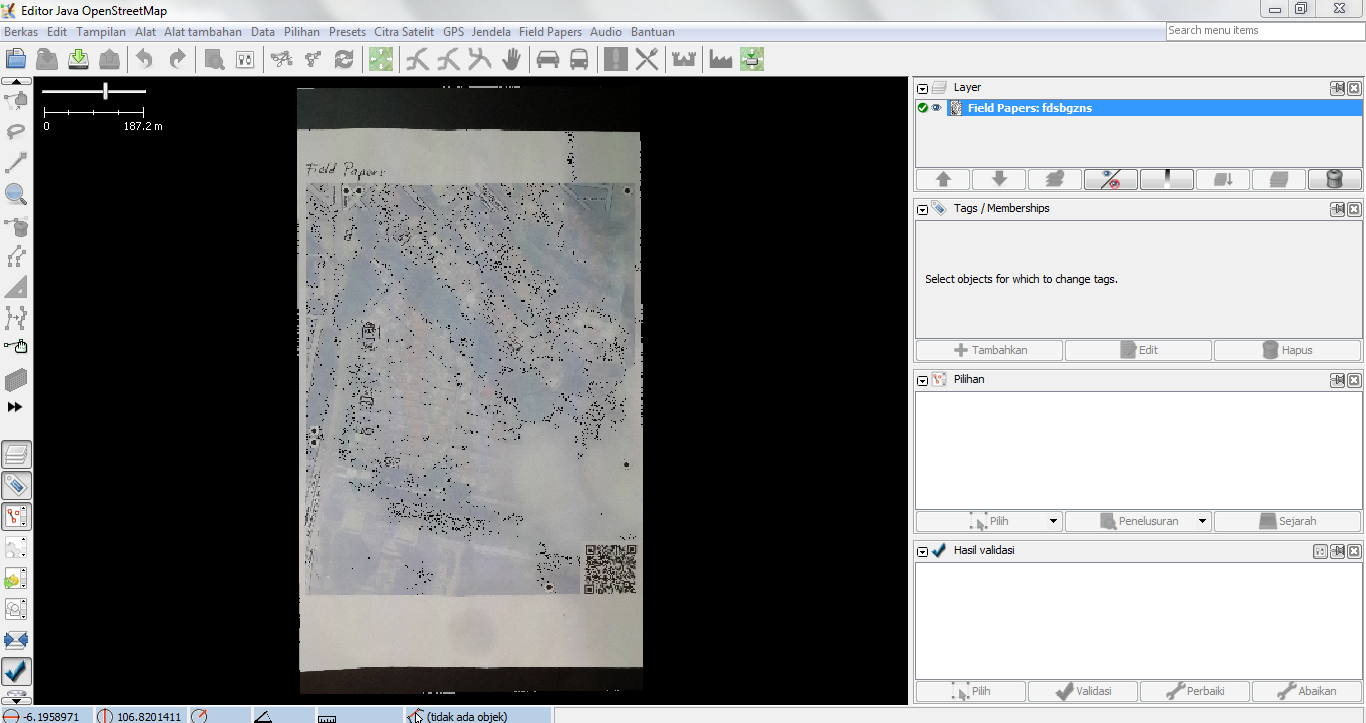 Editor Java OpenStreetMap
Berkas Edit Tampilan Alat Alat tambahan Data Pilihan Presets Citra Satelit GPS Jendela Field Papers Audio Bantuan
Search menu items
0 187.2 m
Field Papers
Layer
Field Papers: fdsbgzns
Tags / Memberships
Select objects for which to change tags.
Tambahkan Edit Hapus
Pilihan
Pilih Penelusuran Sejarah
Hasil validasi
Pilih Validasi Perbaiki Abaikan
-6.1958971 106.8201411 (tidak ada objek)